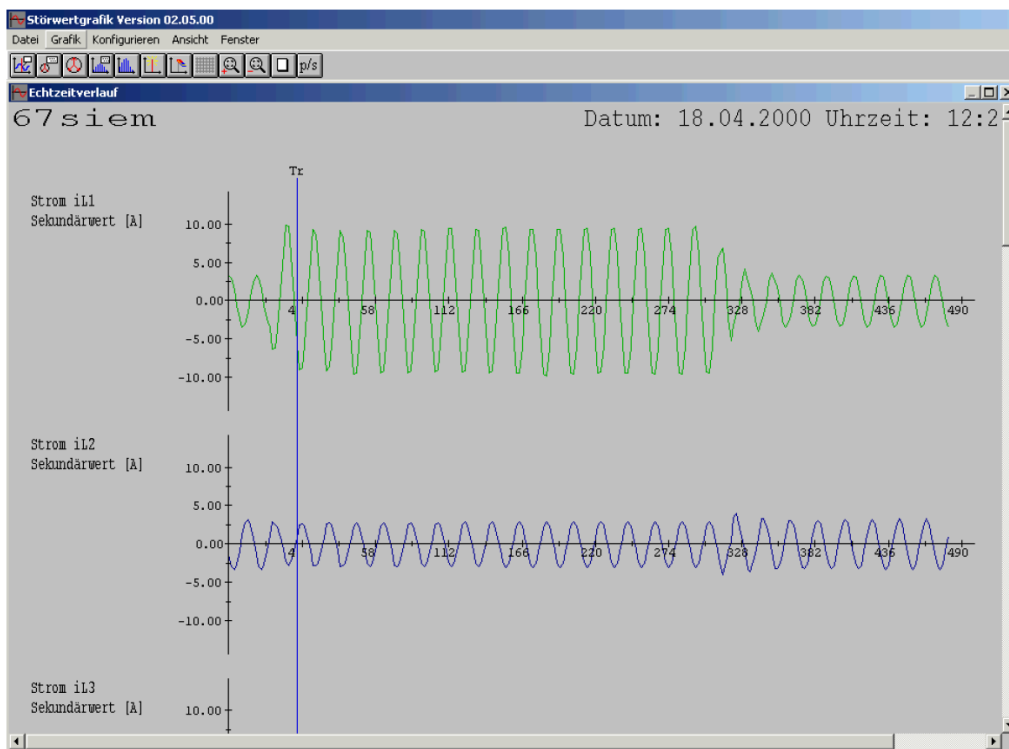 Störwertgrafik Version 02.05.00
Datei Grafik Konfigurieren Ansicht Fenster
p/s
Echtzeitverlauf
67siem
Datum: 18.04.2000 Uhrzeit: 12:2
Tr
Strom iL1
Sekundärwert [A]
10.00
5.00
0.00
-5.00
-10.00
4 58 112 166 220 274 328 382 436 490
Strom iL2
Sekundärwert [A]
10.00
5.00
0.00
-5.00
-10.00
4 58 112 166 220 274 328 382 436 490
Strom iL3
Sekundärwert [A]
10.00